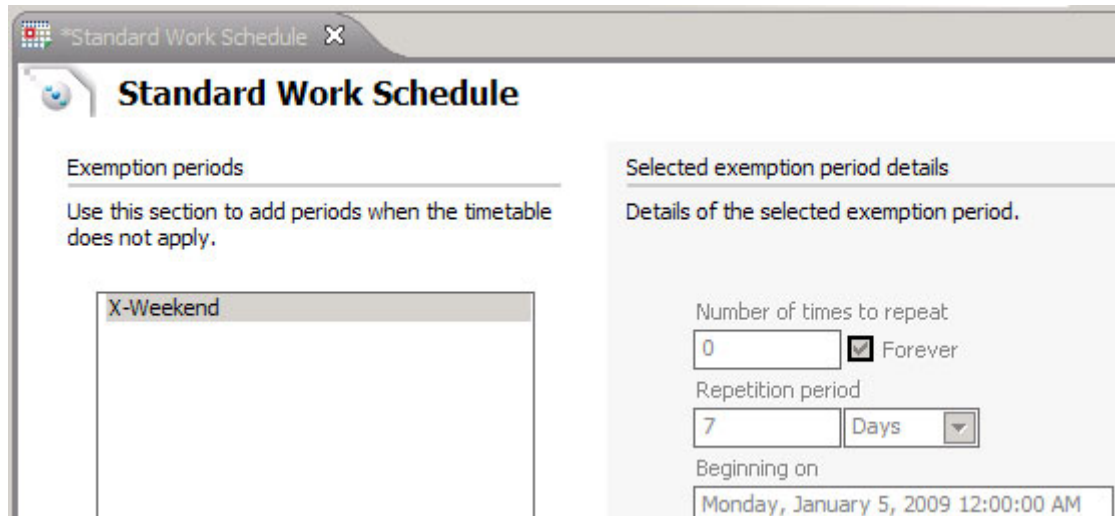 *Standard Work Schedule
Standard Work Schedule
Exemption periods
Use this section to add periods when the timetable
does not apply.
X-Weekend
Selected exemption period details
Details of the selected exemption period.
Number of times to repeat
0 Forever
Repetition period
7 Days
Beginning on
Monday, January 5, 2009 12:00:00 AM